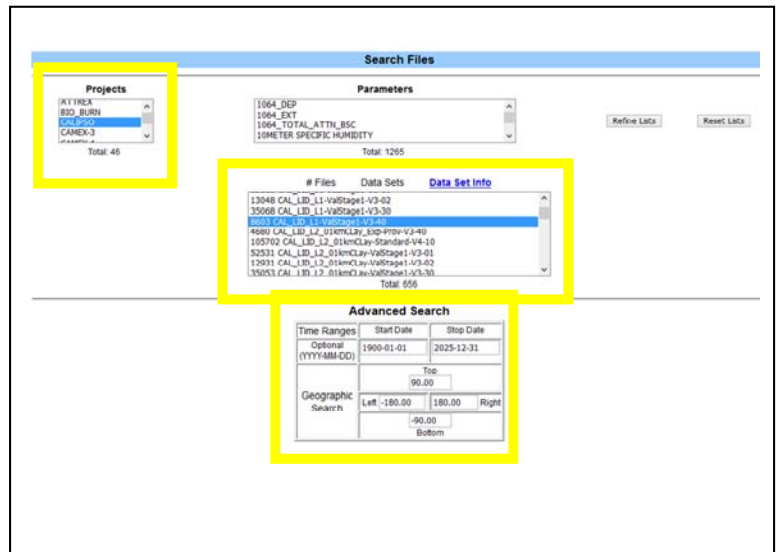 Search Files
Projects
ATTREX
BIO_BURN
CALIPSO
CAMEX-3
CAMEX-4
Total: 46
Parameters
1064_DEP
1064_EXT
1064_TOTAL_ATTN_BSC
10METER SPECIFIC HUMIDITY
Total: 1265
Refine Lists
Reset Lists
# Files Data Sets Data Set Info
13048 CAL_LID_L1-ValStage1-V3-02
35068 CAL_LID_L1-ValStage1-V3-30
8603 CAL_LID_L1-ValStage1-V3-40
4680 CAL_LID_L2_01kmCLay_Exp-Prov-V3-40
105702 CAL_LID_L2_01kmCLay-Standard-V4-10
52531 CAL_LID_L2_01kmCLay-ValStage1-V3-01
12931 CAL_LID_L2_01kmCLay-ValStage1-V3-02
35053 CAL_LID_L2_01kmCLay-ValStage1-V3-30
Total: 656
Advanced Search
Time Ranges Start Date Stop Date
Optional
(YYYY-MM-DD) 1900-01-01 2025-12-31
Top
90.00
Geographic
Search
Left -180.00 180.00 Right
-90.00
Bottom